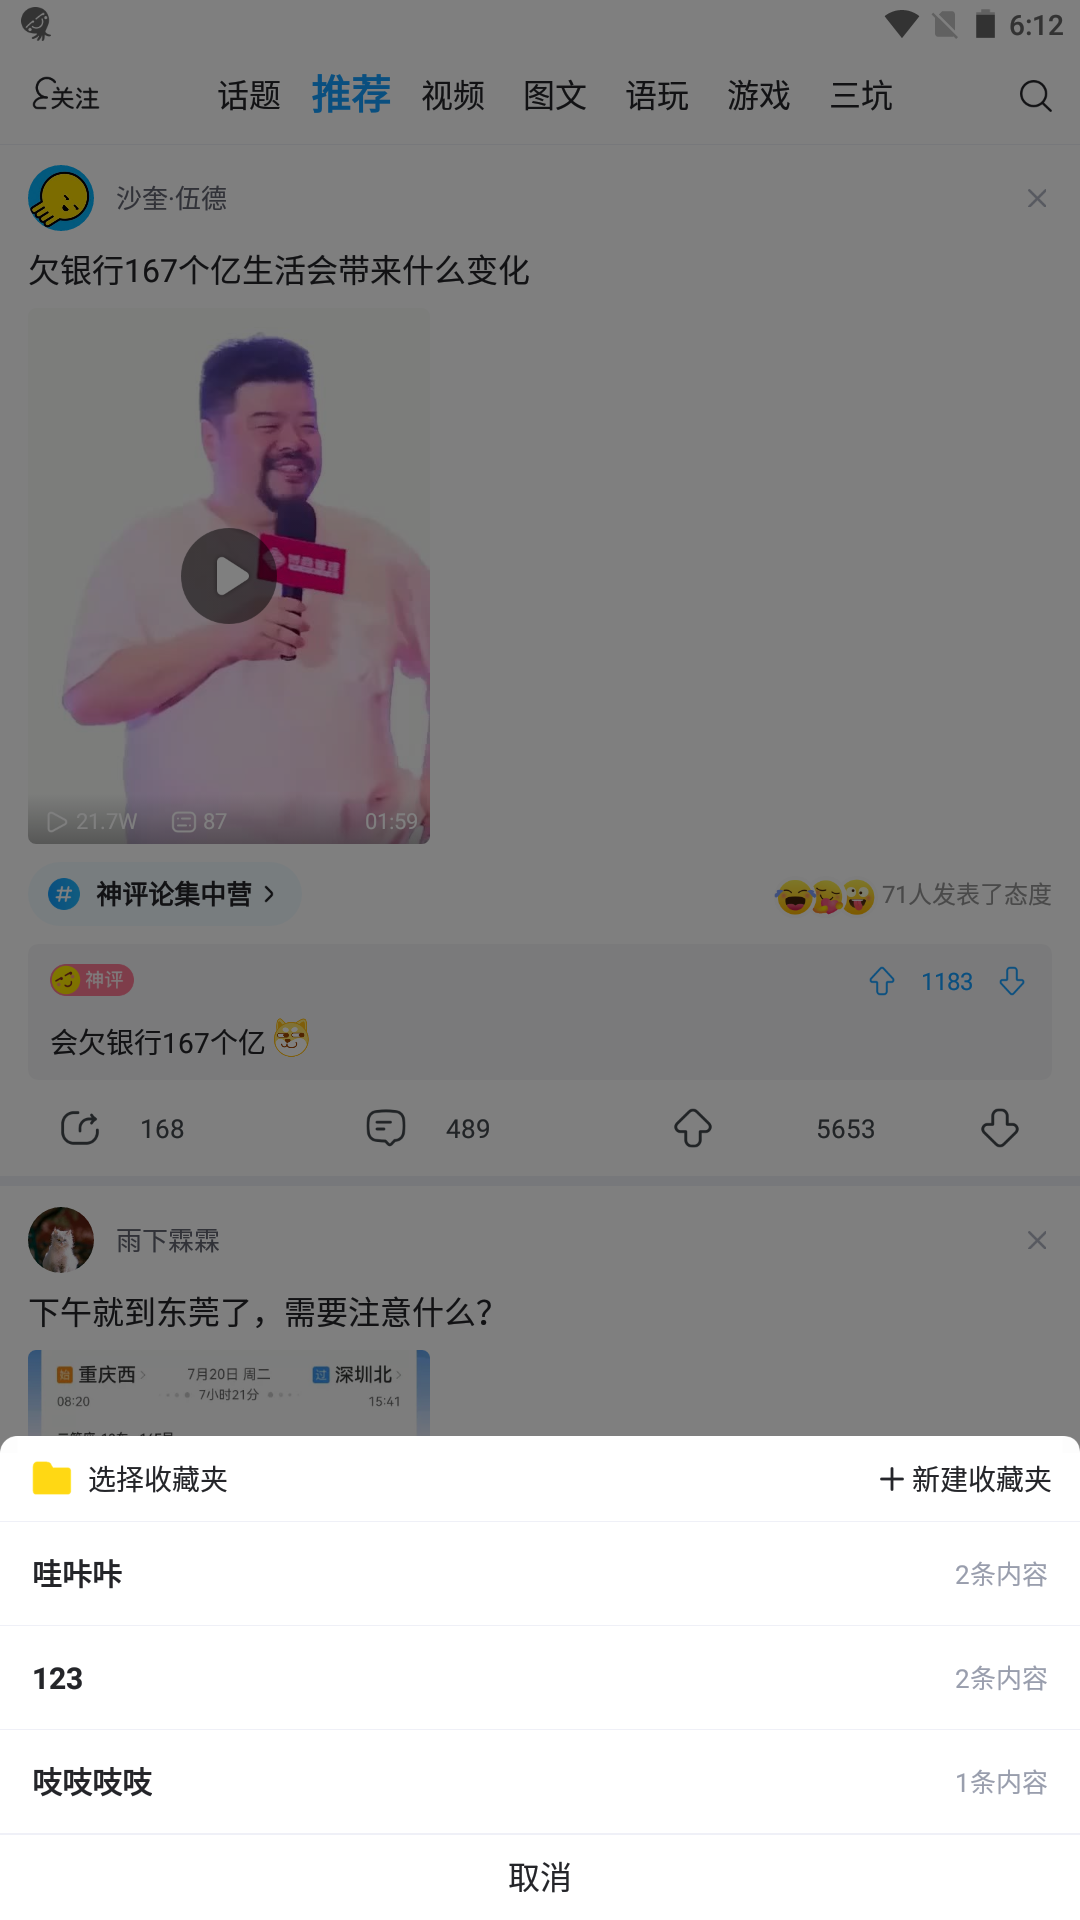 6:12
关注
话题
推荐
视频
图文
语玩
游戏
三坑
沙奎·伍德
欠银行167个亿生活会带来什么变化
21.7W
87
01:59
# 神评论集中营
71人发表了态度
神评
1183
会欠银行167个亿
168
489
5653
雨下霖霖
下午就到东莞了，需要注意什么？
始 重庆西
7月20日 周二
过 深圳北
08:20
7小时21分
15:41
选择收藏夹
新建收藏夹
哇咔咔
2条内容
123
2条内容
吱吱吱吱
1条内容
取消